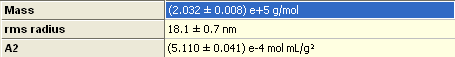 Mass (2.032 ± 0.008) e+5 g/mol
rms radius 18.1 ± 0.7 nm
A2 (5.110 ± 0.041) e-4 mol mL/g²